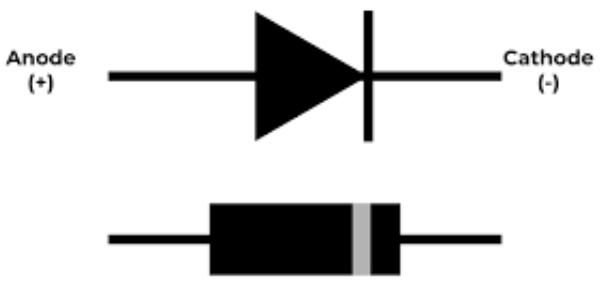 Anode
(+)
Cathode
(-)